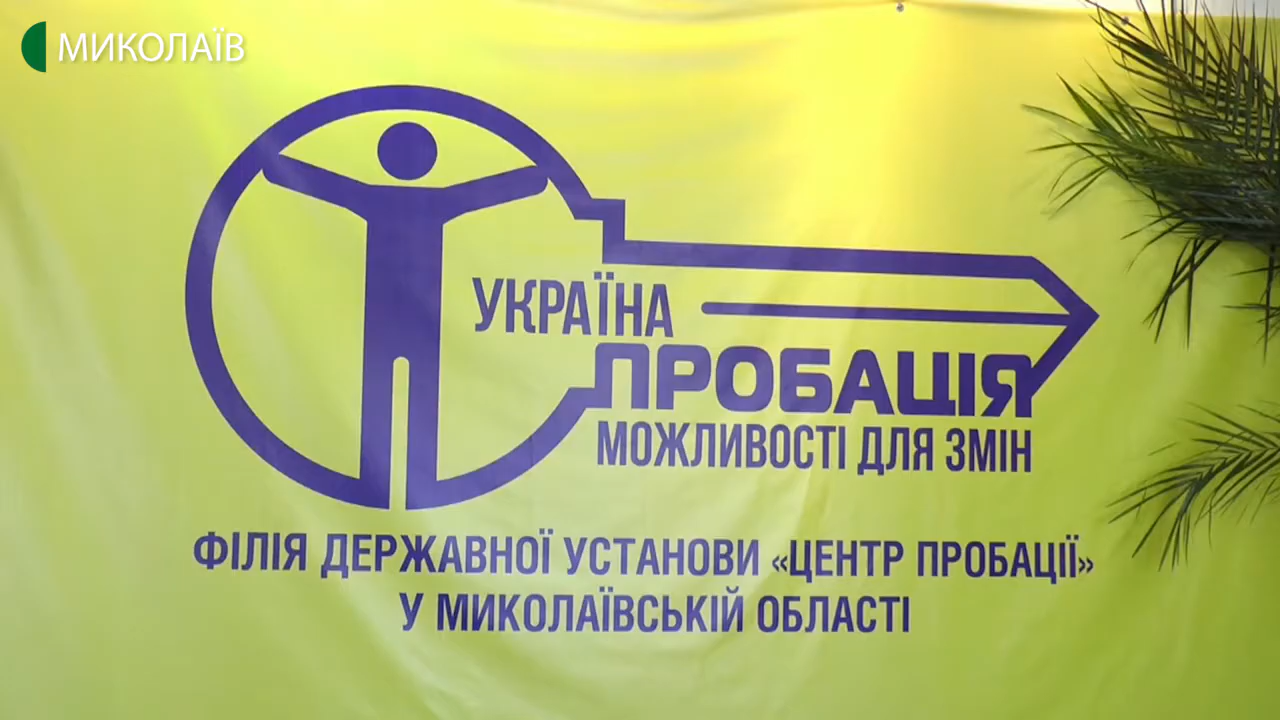 МИКОЛАЇВ
УКРАЇНА
ПРОБАЦІЯ
МОЖЛИВОСТІ ДЛЯ ЗМІН
ФІЛІЯ ДЕРЖАВНОЇ УСТАНОВИ «ЦЕНТР ПРОБАЦІЇ»
У МИКОЛАЇВСЬКІЙ ОБЛАСТІ